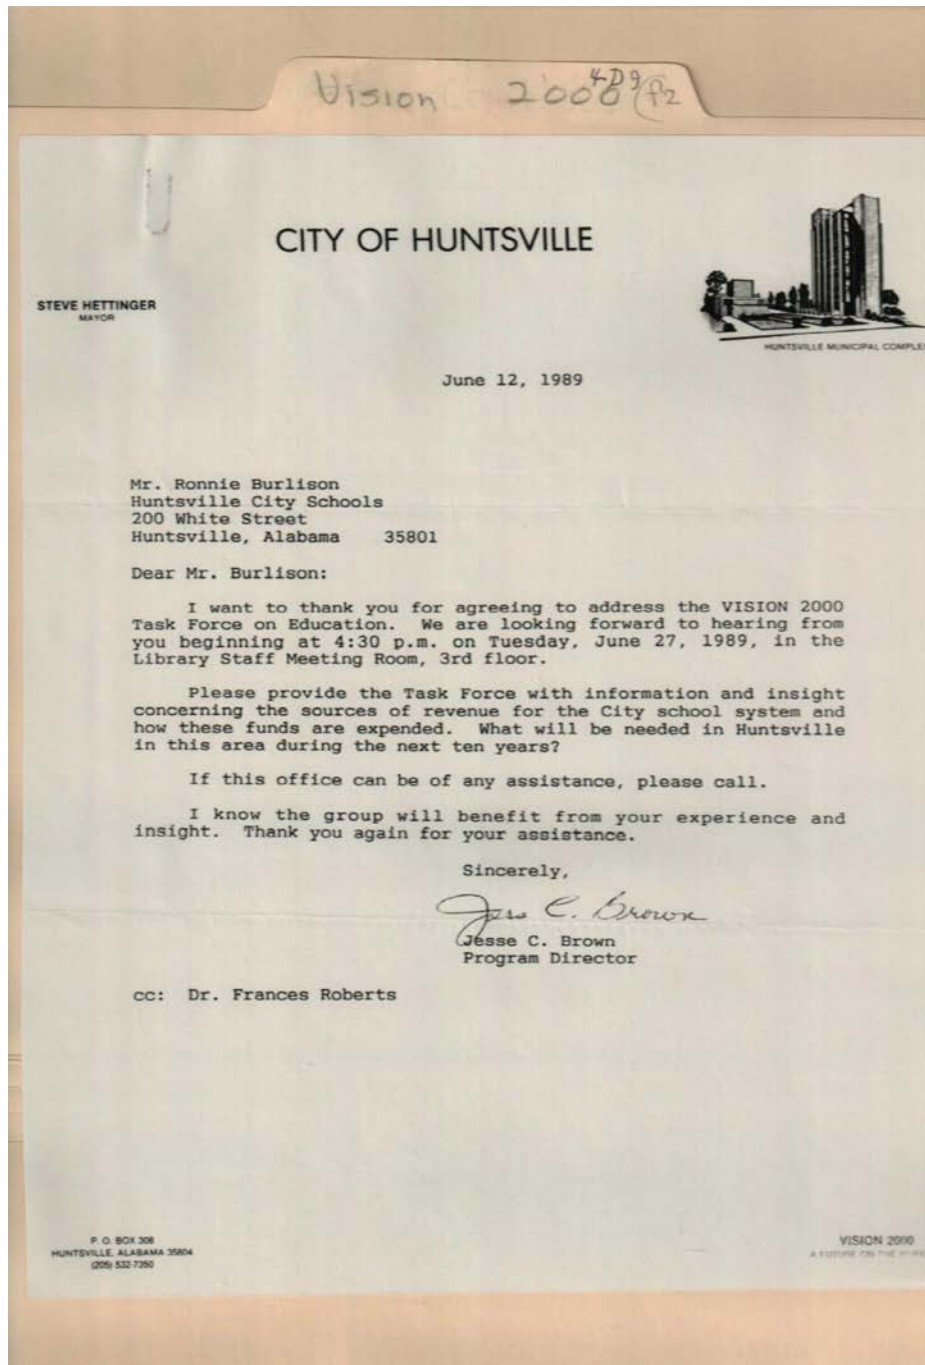 Vision 2000 4D9 f2
CITY OF HUNTSVILLE
STEVE HETTINGER
MAYOR
HUNTSVILLE MUNICIPAL COMPLE
June 12, 1989
Mr. Ronnie Burlison
Huntsville City Schools
200 White Street
Huntsville, Alabama 35801
Dear Mr. Burlison:
I want to thank you for agreeing to address the VISION 2000
Task Force on Education. We are looking forward to hearing from
you beginning at 4:30 p.m. on Tuesday, June 27, 1989, in the
Library Staff Meeting Room, 3rd floor.
Please provide the Task Force with information and insight
concerning the sources of revenue for the City school system and
how these funds are expended. What will be needed in Huntsville
in this area during the next ten years?
If this office can be of any assistance, please call.
I know the group will benefit from your experience and
insight. Thank you again for your assistance.
Sincerely,
Jess C. Brown
Jesse C. Brown
Program Director
cc: Dr. Frances Roberts
P. O. BOX 308
HUNTSVILLE, ALABAMA 35804
(205) 532-7350
VISION 2000
A FUTURE ON THE